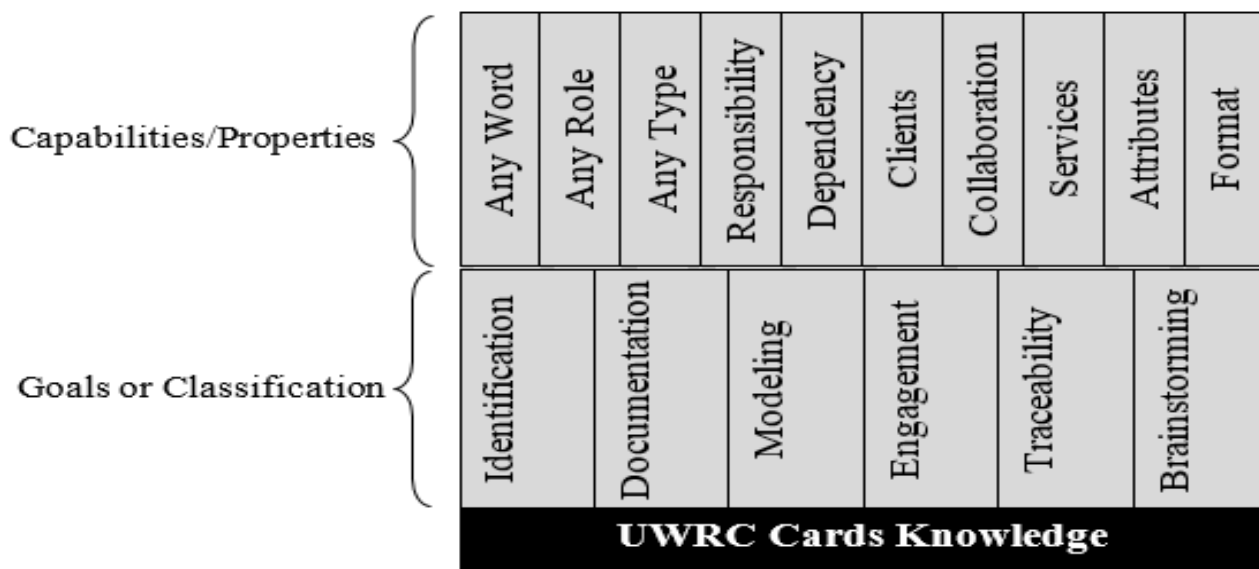 Capabilities/Properties
Any Word
Any Role
Any Type
Responsibility
Dependency
Clients
Collaboration
Services
Attributes
Format
Goals or Classification
Identification
Documentation
Modeling
Engagement
Traceability
Brainstorming
UWRC Cards Knowledge